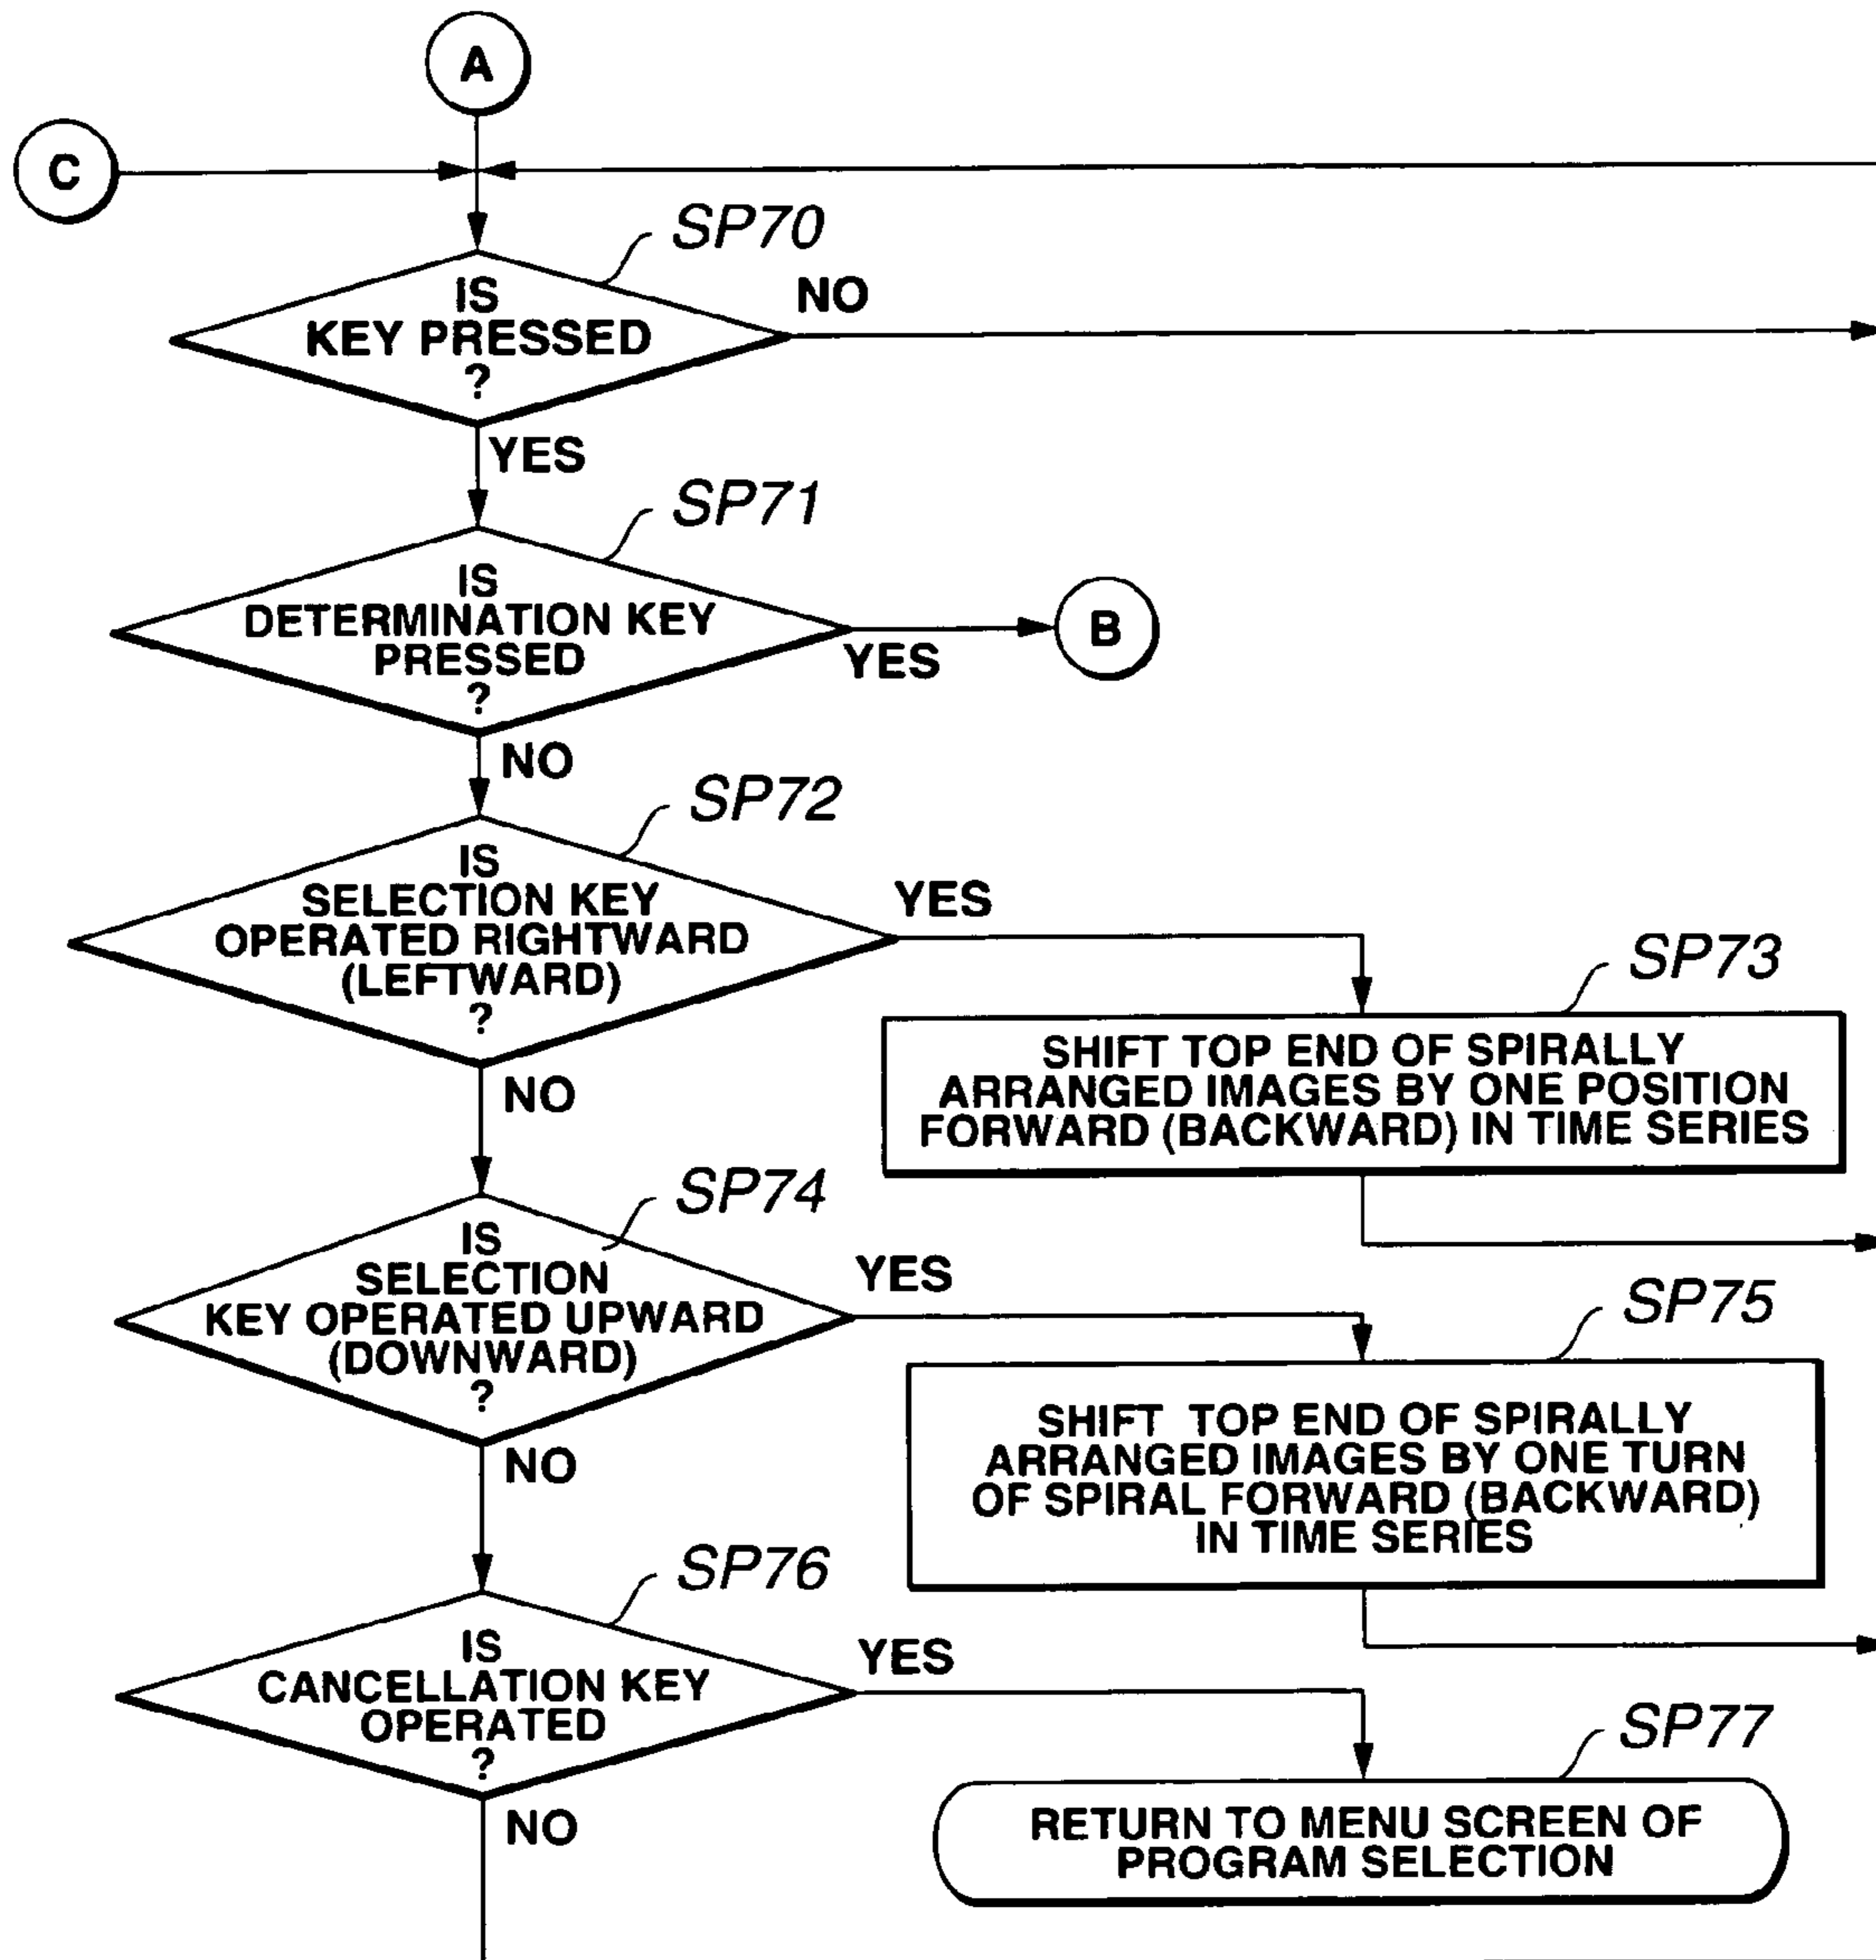 A
C
SP70
IS
KEY PRESSED
?
NO
YES
SP71
IS
DETERMINATION KEY
PRESSED
?
YES
B
NO
SP72
IS
SELECTION KEY
OPERATED RIGHTWARD
(LEFTWARD)
?
YES
NO
SP73
SHIFT TOP END OF SPIRALLY
ARRANGED IMAGES BY ONE POSITION
FORWARD (BACKWARD) IN TIME SERIES
SP74
IS
SELECTION
KEY OPERATED UPWARD
(DOWNWARD)
?
YES
NO
SP75
SHIFT TOP END OF SPIRALLY
ARRANGED IMAGES BY ONE TURN
OF SPIRAL FORWARD (BACKWARD)
IN TIME SERIES
SP76
IS
CANCELLATION KEY
OPERATED
?
YES
NO
SP77
RETURN TO MENU SCREEN OF
PROGRAM SELECTION